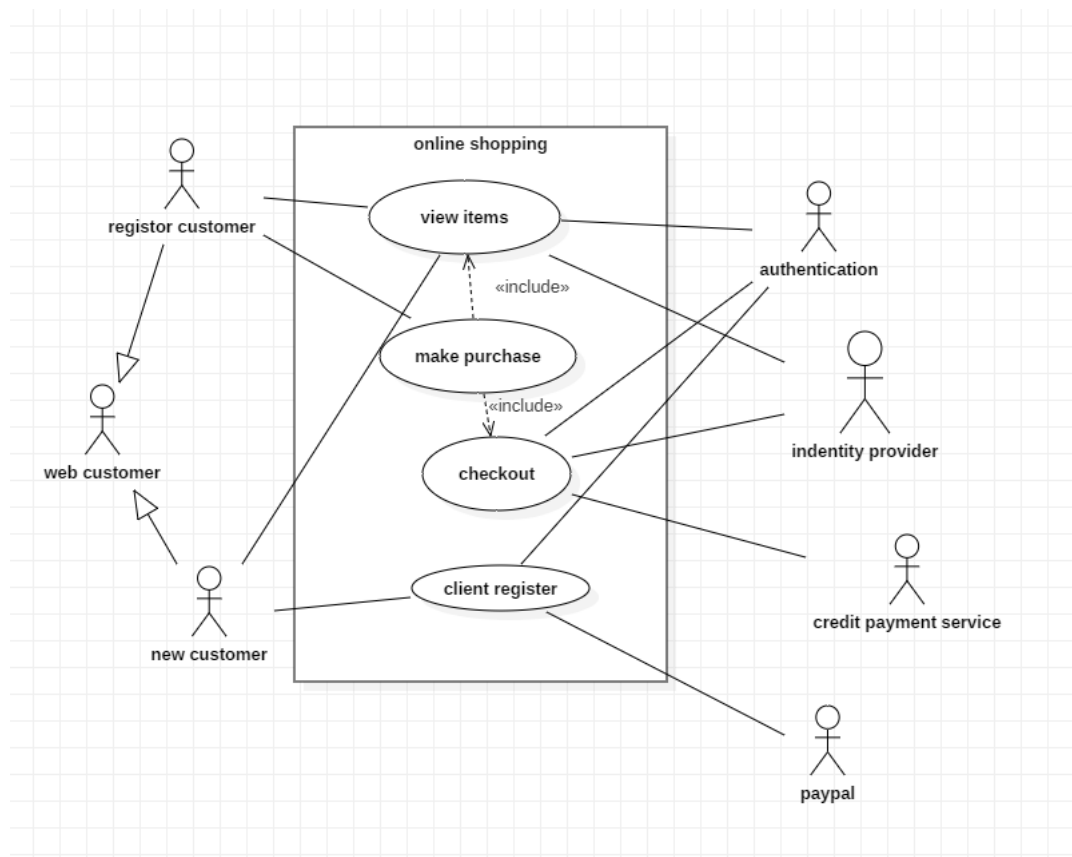 online shopping
registor customer
view items
authentication
«include»
make purchase
«include»
indentity provider
web customer
checkout
client register
credit payment service
new customer
paypal